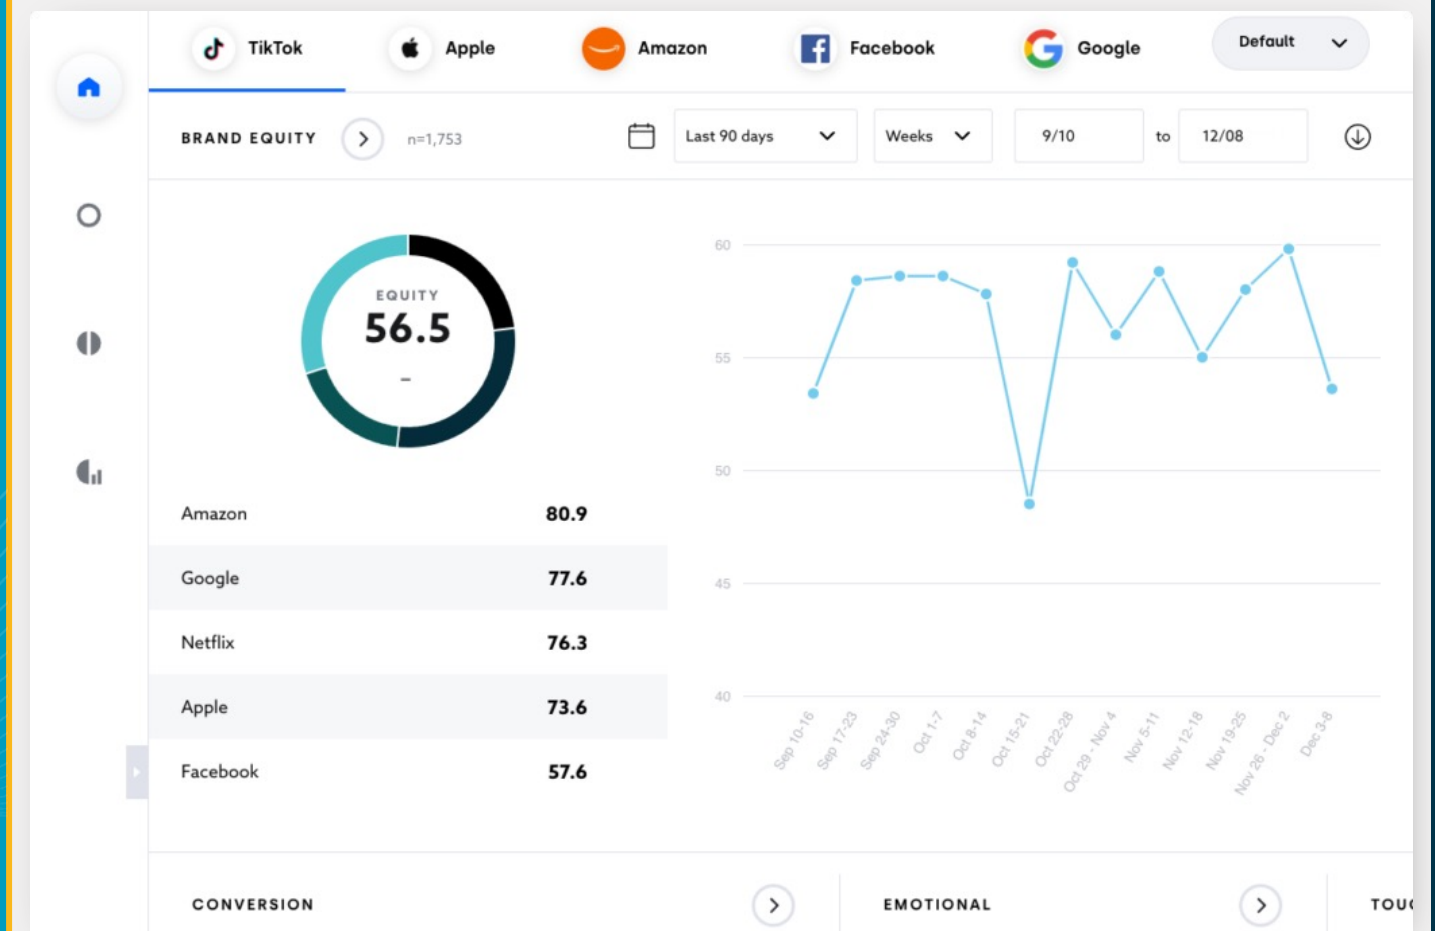 TikTok Apple Amazon Facebook Google Default
BRAND EQUITY n=1,753 Last 90 days Weeks 9/10 to 12/08
EQUITY
56.5
–
Amazon 80.9
Google 77.6
Netflix 76.3
Apple 73.6
Facebook 57.6
60
55
50
45
40
Sep 10-16
Sep 17-23
Sep 24-30
Oct 1-7
Oct 8-14
Oct 15-21
Oct 22-28
Oct 29 - Nov 4
Nov 5-11
Nov 12-18
Nov 19-25
Nov 26 - Dec 2
Dec 3-8
CONVERSION EMOTIONAL